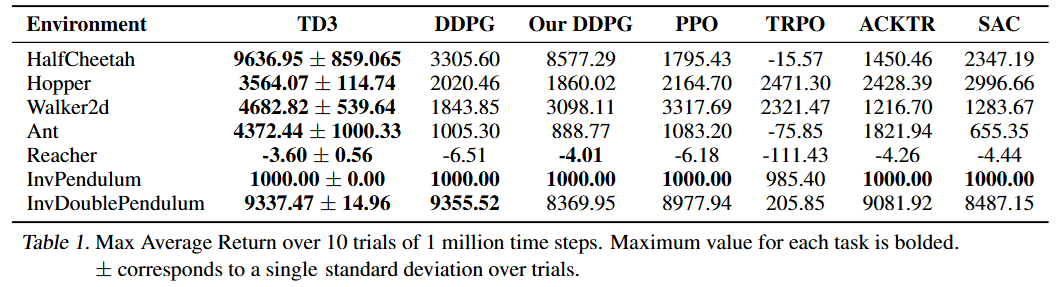 Environment TD3 DDPG Our DDPG PPO TRPO ACKTR SAC
HalfCheetah 9636.95 ± 859.065 3305.60 8577.29 1795.43 -15.57 1450.46 2347.19
Hopper 3564.07 ± 114.74 2020.46 1860.02 2164.70 2471.30 2428.39 2996.66
Walker2d 4682.82 ± 539.64 1843.85 3098.11 3317.69 2321.47 1216.70 1283.67
Ant 4372.44 ± 1000.33 1005.30 888.77 1083.20 -75.85 1821.94 655.35
Reacher -3.60 ± 0.56 -6.51 -4.01 -6.18 -111.43 -4.26 -4.44
InvPendulum 1000.00 ± 0.00 1000.00 1000.00 1000.00 985.40 1000.00 1000.00
InvDoublePendulum 9337.47 ± 14.96 9355.52 8369.95 8977.94 205.85 9081.92 8487.15
Table 1. Max Average Return over 10 trials of 1 million time steps. Maximum value for each task is bolded.
± corresponds to a single standard deviation over trials.